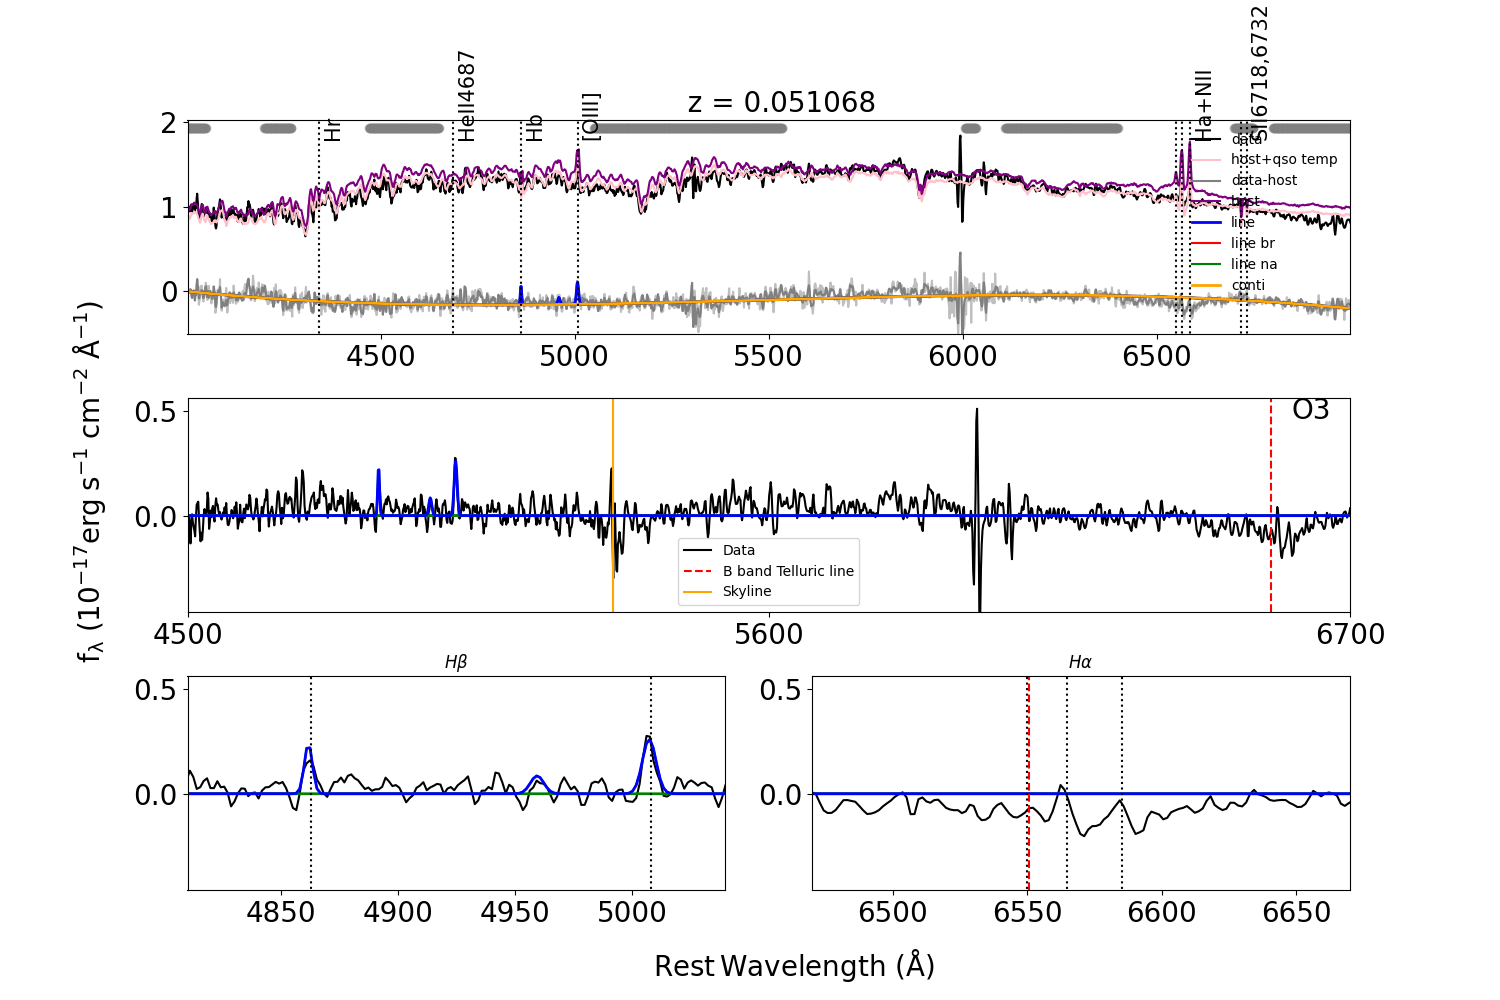 z = 0.051068
Hr
HeII4687
Hb
[OIII]
Ha+NII
SII6718,6732
2
1
0
data
host+qso temp
data-host
host
line
line br
line na
conti
4500 5000 5500 6000 6500
0.5
0.0
O3
Data
B band Telluric line
Skyline
4500 5600 6700
fλ (10⁻¹⁷erg s⁻¹ cm⁻² Å⁻¹)
Hβ
0.5
0.0
4850 4900 4950 5000
Hα
0.5
0.0
6500 6550 6600 6650
Rest Wavelength (Å)